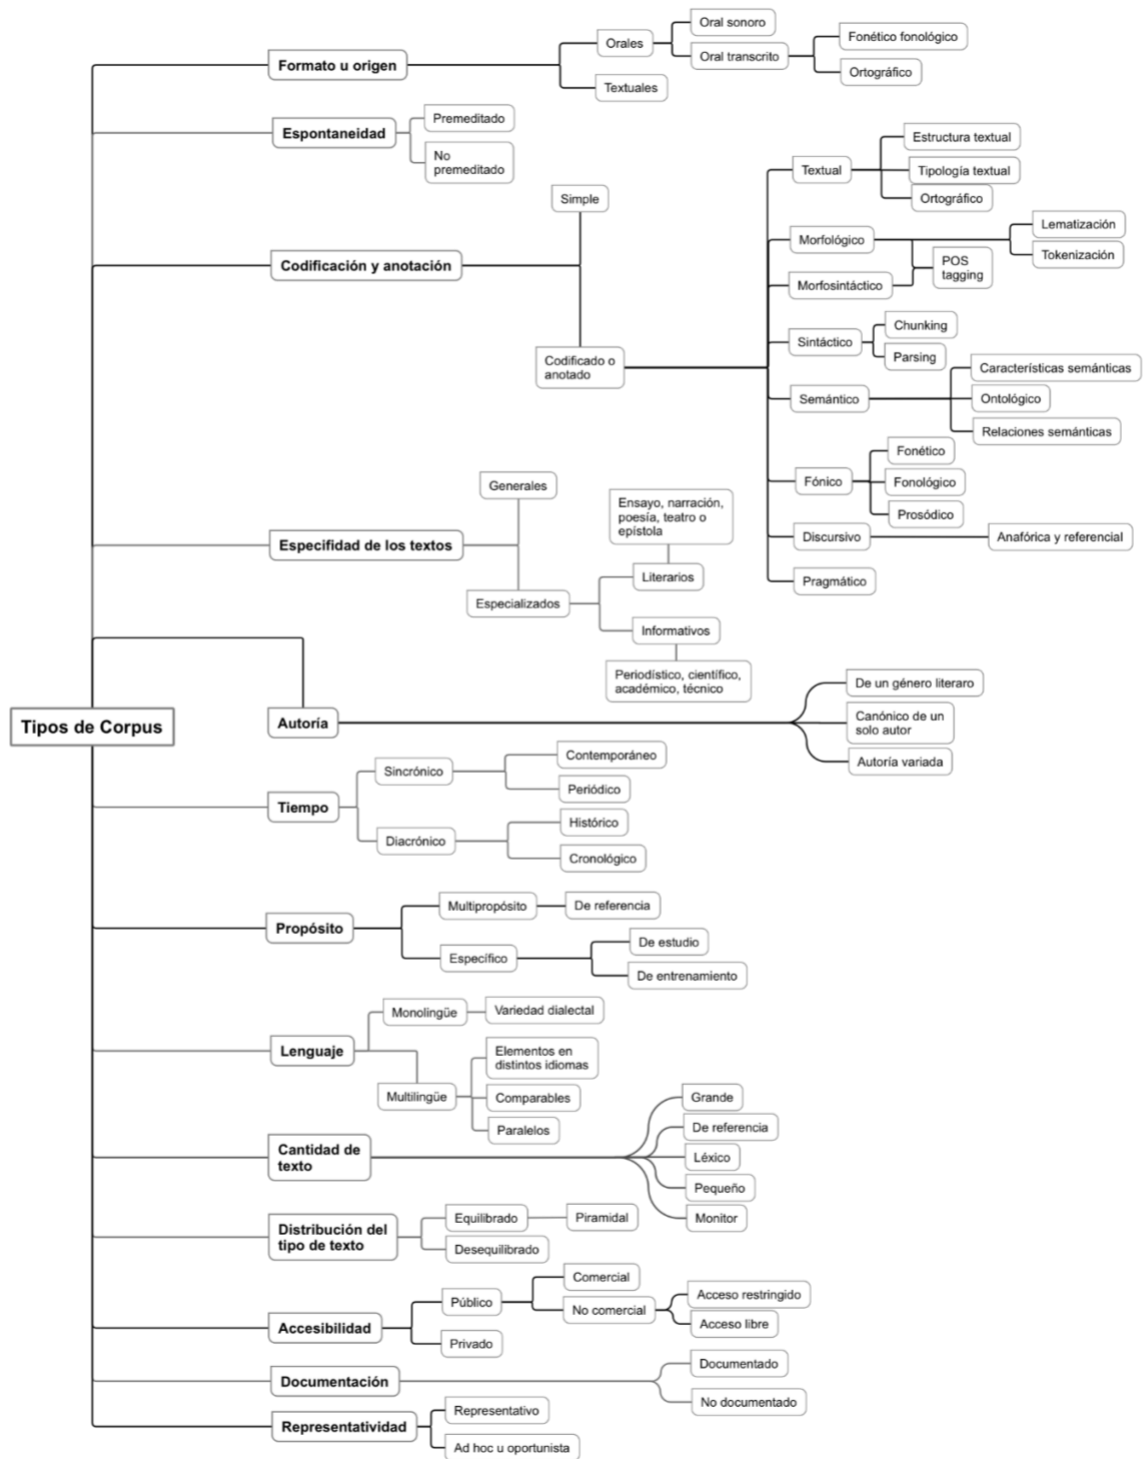 Tipos de Corpus
Formato u origen
Orales
Oral sonoro
Oral transcrito
Fonético fonológico
Ortográfico
Textuales
Espontaneidad
Premeditado
No
premeditado
Codificación y anotación
Simple
Codificado o
anotado
Textual
Estructura textual
Tipología textual
Ortográfico
Morfológico
Lematización
Tokenización
POS
tagging
Morfosintáctico
Sintáctico
Chunking
Parsing
Semántico
Características semánticas
Ontológico
Relaciones semánticas
Fónico
Fonético
Fonológico
Prosódico
Discursivo
Anafórica y referencial
Pragmático
Especifidad de los textos
Generales
Especializados
Ensayo, narración,
poesía, teatro o
epístola
Literarios
Informativos
Periodístico, científico,
académico, técnico
Autoría
De un género literaro
Canónico de un
solo autor
Autoría variada
Tiempo
Sincrónico
Contemporáneo
Periódico
Diacrónico
Histórico
Cronológico
Propósito
Multipropósito
De referencia
Específico
De estudio
De entrenamiento
Lenguaje
Monolingüe
Variedad dialectal
Multilingüe
Elementos en
distintos idiomas
Comparables
Paralelos
Cantidad de
texto
Grande
De referencia
Léxico
Pequeño
Monitor
Distribución del
tipo de texto
Equilibrado
Piramidal
Desequilibrado
Accesibilidad
Público
Comercial
No comercial
Acceso restringido
Acceso libre
Privado
Documentación
Documentado
No documentado
Representatividad
Representativo
Ad hoc u oportunista